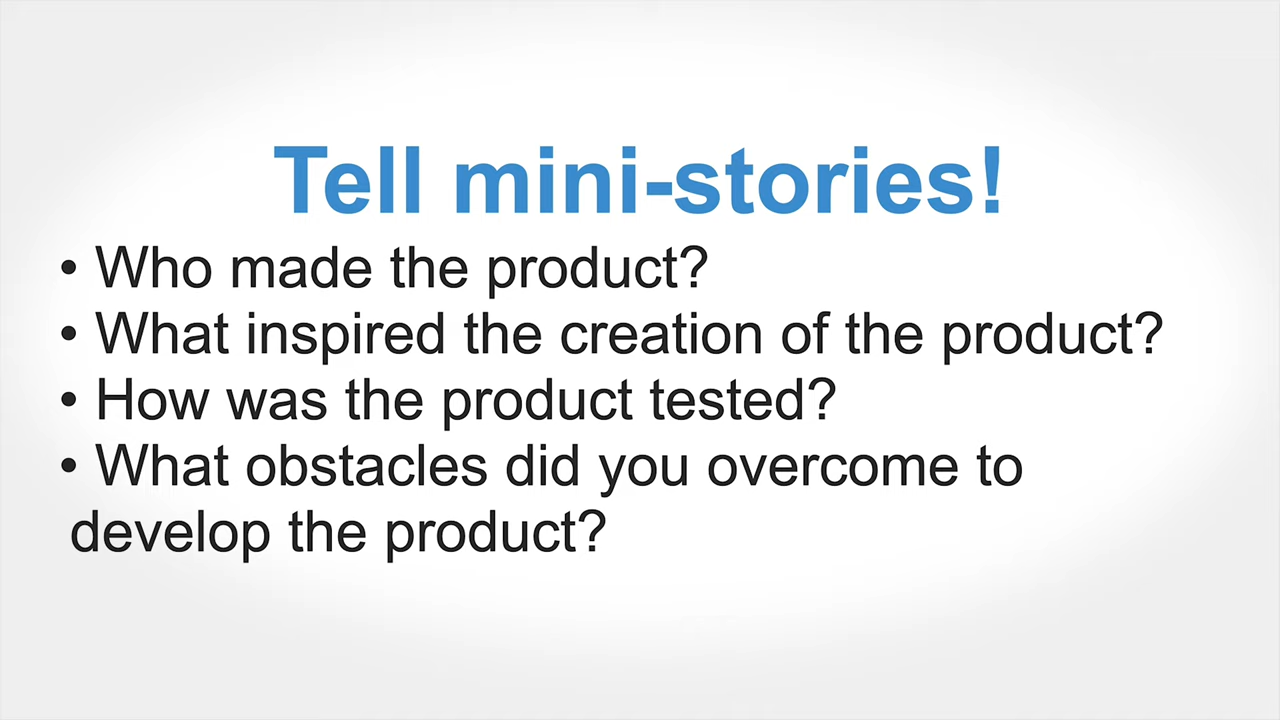 Tell mini-stories!
• Who made the product?
• What inspired the creation of the product?
• How was the product tested?
• What obstacles did you overcome to
develop the product?